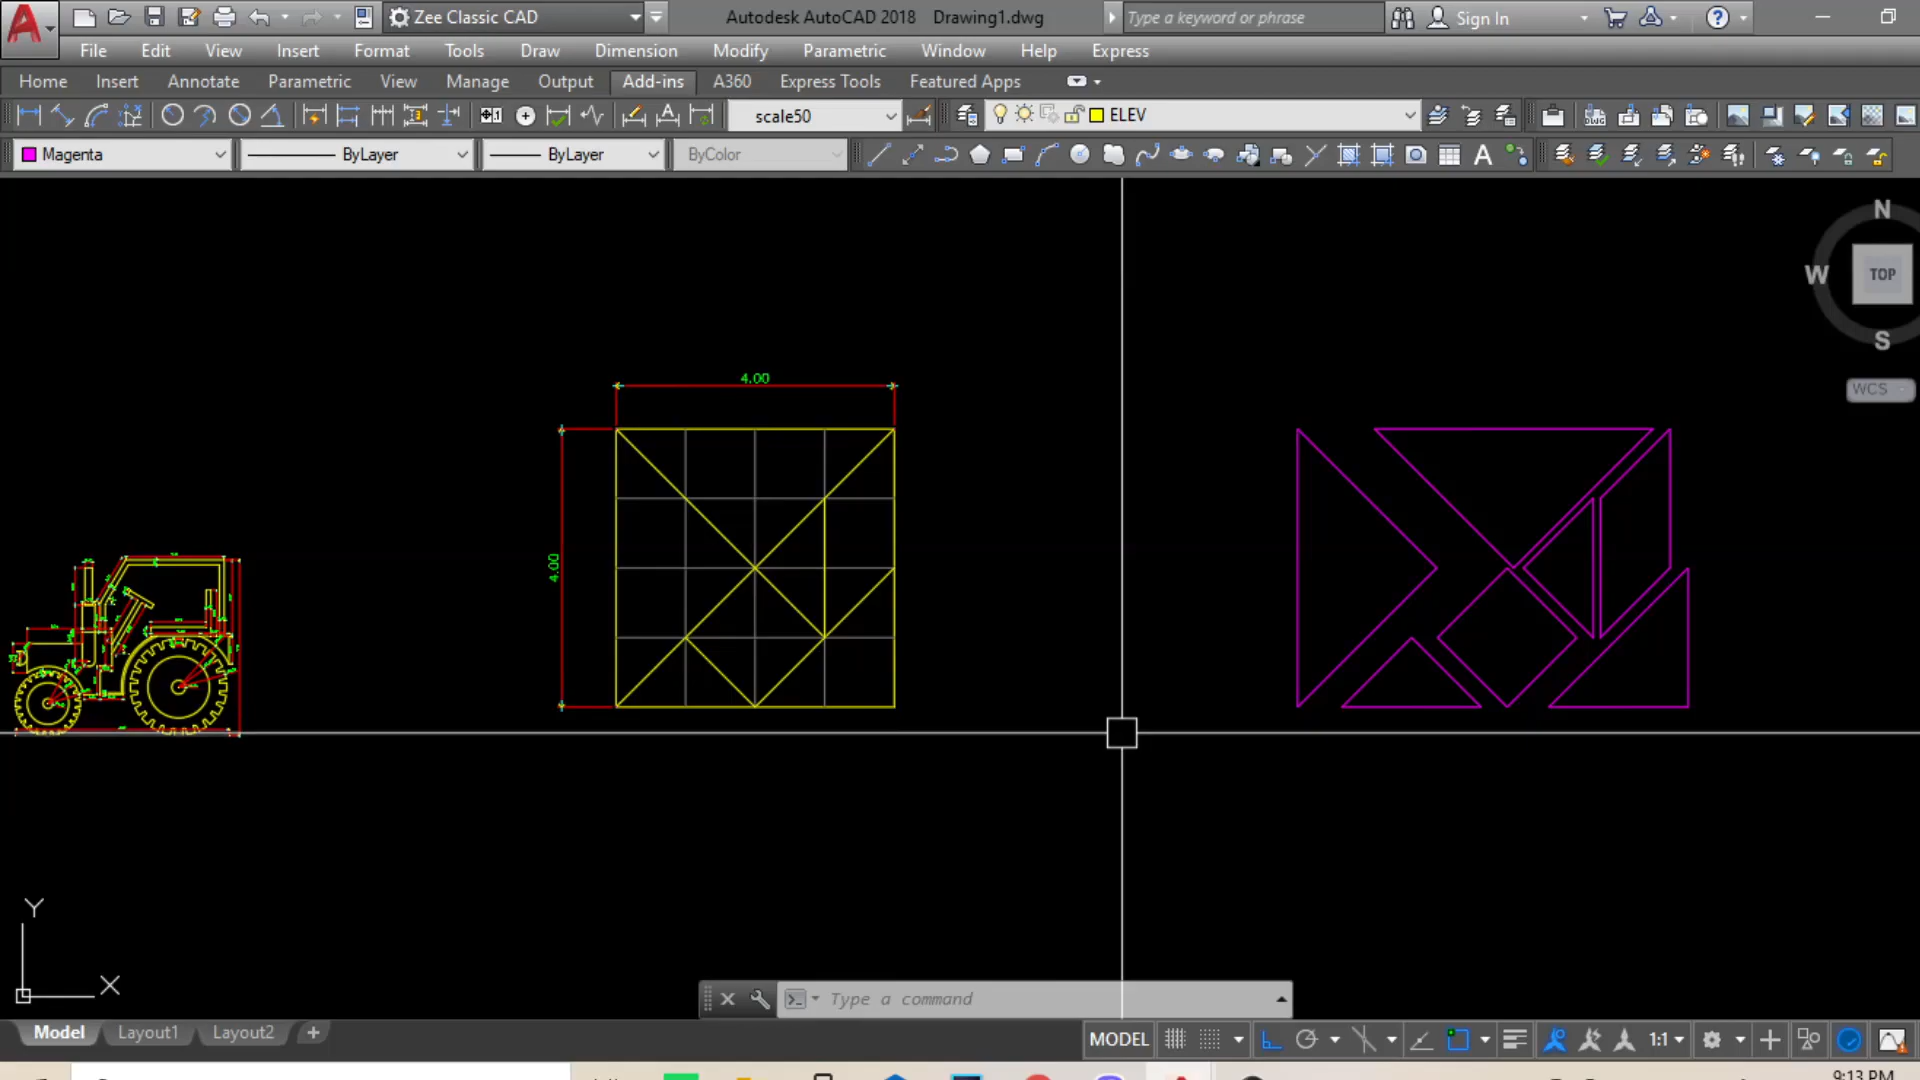 Zee Classic CAD
Autodesk AutoCAD 2018 Drawing1.dwg
Type a keyword or phrase
Sign In
File Edit View Insert Format Tools Draw Dimension Modify Parametric Window Help Express
Home Insert Annotate Parametric View Manage Output Add-ins A360 Express Tools Featured Apps
scale50
ELEV
Magenta
ByLayer
ByLayer
ByColor
N
W
TOP
S
WCS
4.00
4.00
Y
X
Type a command
Model Layout1 Layout2
MODEL
1:1
9:13 PM